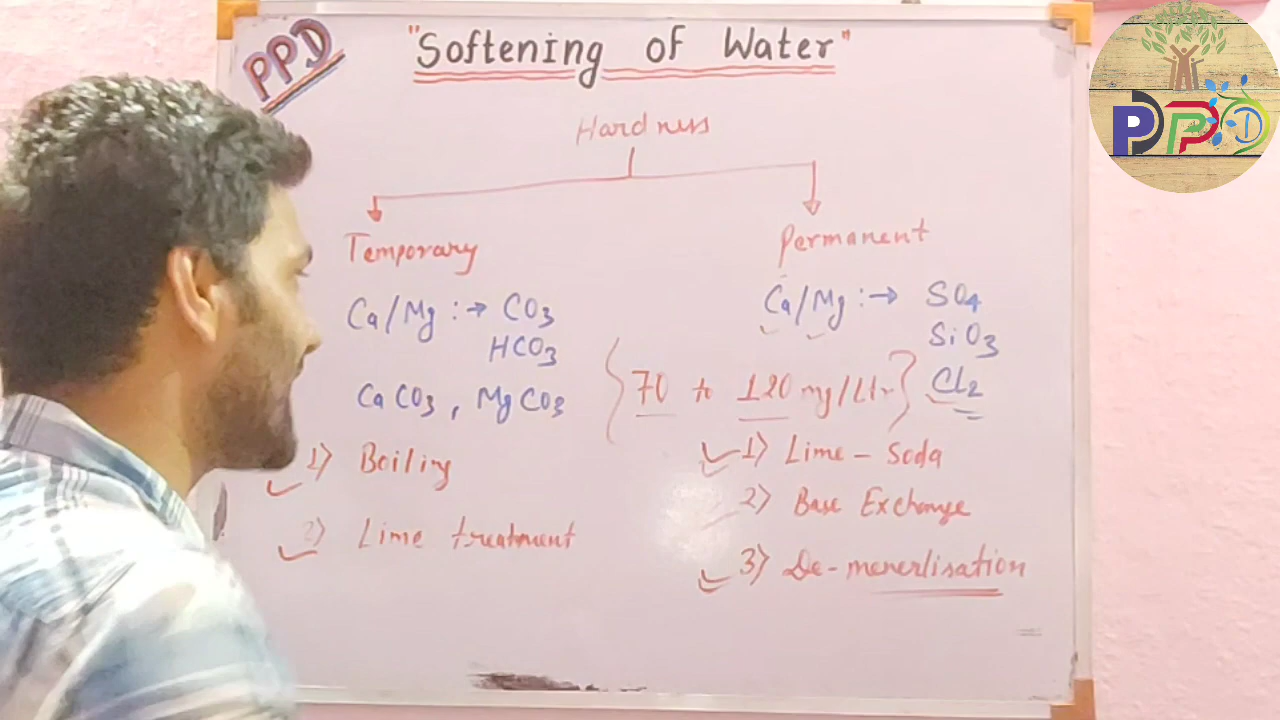 PPD
"Softening of Water"
Hardness
Temporary
Ca/Mg :→ CO3
HCO3
CaCO3, MgCO3
1) Boiling
2) Lime treatment
Permanent
Ca/Mg :→ SO4
SiO3
Cl2
{70 to 120 mg/Ltr}
1) Lime - Soda
2) Base Exchange
3) De-menerlisation
PPD